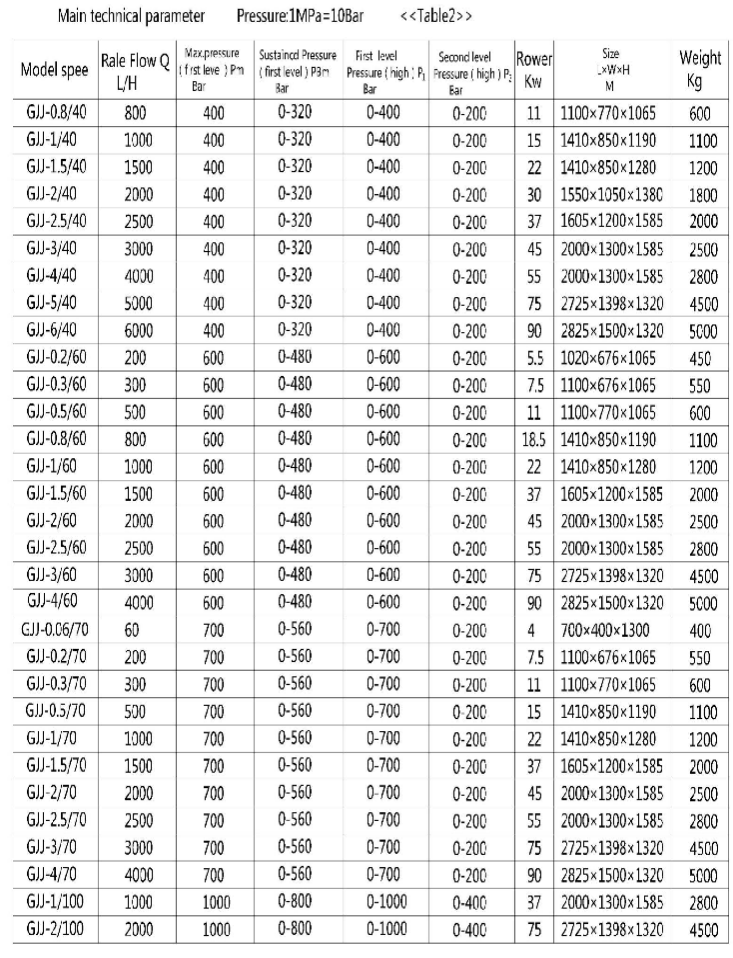 Main technical parameter Pressure:1MPa=10Bar <<Table2>>
Model spee Rale Flow Q L/H Max.pressure (first leve ) Pm Bar Sustaincd Pressure (first level) PBm Bar First level Pressure (high) P₁ Bar Second level Pressure (high) P₂ Bar Rower Kw Size L×W×H M Weight Kg
GJJ-0.8/40 800 400 0-320 0-400 0-200 11 1100×770×1065 600
GJJ-1/40 1000 400 0-320 0-400 0-200 15 1410×850×1190 1100
GJJ-1.5/40 1500 400 0-320 0-400 0-200 22 1410×850×1280 1200
GJJ-2/40 2000 400 0-320 0-400 0-200 30 1550×1050×1380 1800
GJJ-2.5/40 2500 400 0-320 0-400 0-200 37 1605×1200×1585 2000
GJJ-3/40 3000 400 0-320 0-400 0-200 45 2000×1300×1585 2500
GJJ-4/40 4000 400 0-320 0-400 0-200 55 2000×1300×1585 2800
GJJ-5/40 5000 400 0-320 0-400 0-200 75 2725×1398×1320 4500
GJJ-6/40 6000 400 0-320 0-400 0-200 90 2825×1500×1320 5000
GJJ-0.2/60 200 600 0-480 0-600 0-200 5.5 1020×676×1065 450
GJJ-0.3/60 300 600 0-480 0-600 0-200 7.5 1100×676×1065 550
GJJ-0.5/60 500 600 0-480 0-600 0-200 11 1100×770×1065 600
GJJ-0.8/60 800 600 0-480 0-600 0-200 18.5 1410×850×1190 1100
GJJ-1/60 1000 600 0-480 0-600 0-200 22 1410×850×1280 1200
GJJ-1.5/60 1500 600 0-480 0-600 0-200 37 1605×1200×1585 2000
GJJ-2/60 2000 600 0-480 0-600 0-200 45 2000×1300×1585 2500
GJJ-2.5/60 2500 600 0-480 0-600 0-200 55 2000×1300×1585 2800
GJJ-3/60 3000 600 0-480 0-600 0-200 75 2725×1398×1320 4500
GJJ-4/60 4000 600 0-480 0-600 0-200 90 2825×1500×1320 5000
GJJ-0.06/70 60 700 0-560 0-700 0-200 4 700×400×1300 400
GJJ-0.2/70 200 700 0-560 0-700 0-200 7.5 1100×676×1065 550
GJJ-0.3/70 300 700 0-560 0-700 0-200 11 1100×770×1065 600
GJJ-0.5/70 500 700 0-560 0-700 0-200 15 1410×850×1190 1100
GJJ-1/70 1000 700 0-560 0-700 0-200 22 1410×850×1280 1200
GJJ-1.5/70 1500 700 0-560 0-700 0-200 37 1605×1200×1585 2000
GJJ-2/70 2000 700 0-560 0-700 0-200 45 2000×1300×1585 2500
GJJ-2.5/70 2500 700 0-560 0-700 0-200 55 2000×1300×1585 2800
GJJ-3/70 3000 700 0-560 0-700 0-200 75 2725×1398×1320 4500
GJJ-4/70 4000 700 0-560 0-700 0-200 90 2825×1500×1320 5000
GJJ-1/100 1000 1000 0-800 0-1000 0-400 37 2000×1300×1585 2800
GJJ-2/100 2000 1000 0-800 0-1000 0-400 75 2725×1398×1320 4500